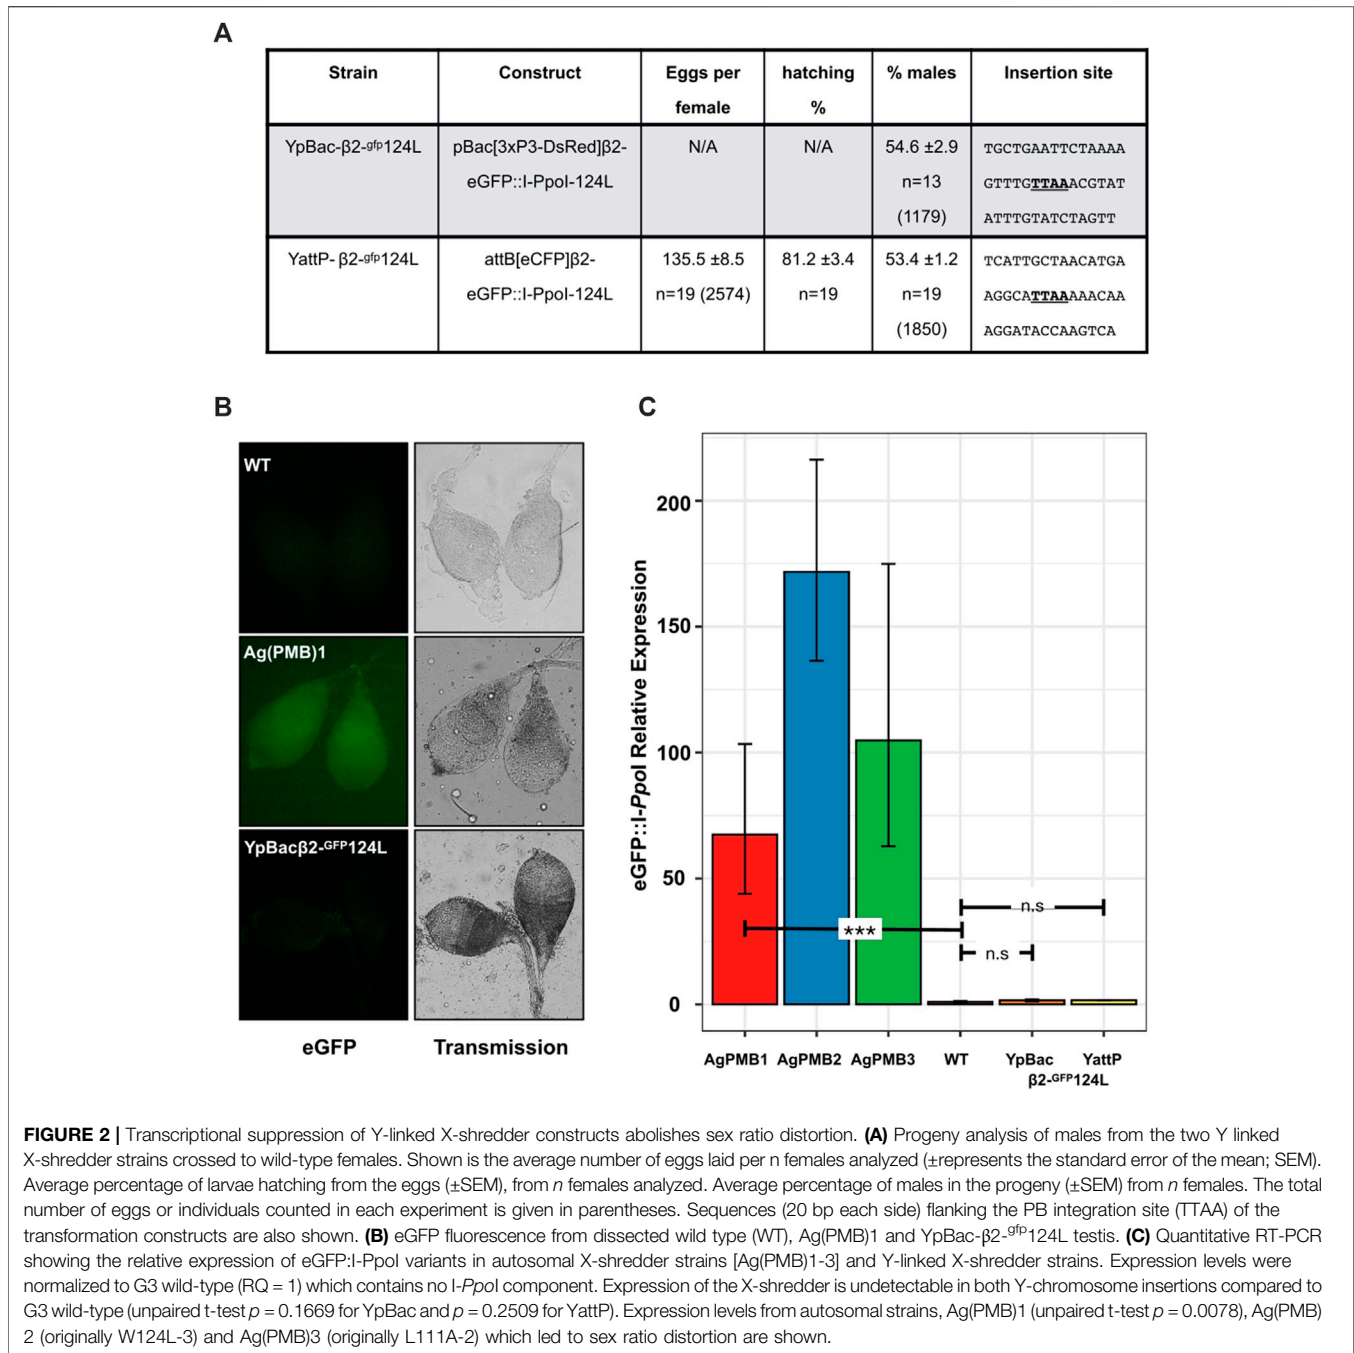 A
Strain Construct Eggs per female hatching % % males Insertion site
YpBac-β2-gfp124L pBac[3xP3-DsRed]β2- N/A N/A 54.6 ±2.9 TGCTGAATTCTAAAA
eGFP::I-PpoI-124L n=13 GTTTGTTAAACGTAT
(1179) ATTTGTATCTAGTT
YattP- β2-gfp124L attB[eCFP]β2- 135.5 ±8.5 81.2 ±3.4 53.4 ±1.2 TCATTGCTAACATGA
eGFP::I-PpoI-124L n=19 (2574) n=19 n=19 AGGCATTAAAAACAA
(1850) AGGATACCAAGTCA
B
WT
Ag(PMB)1
YpBacβ2-GFP124L
eGFP Transmission
C
eGFP::I-PpoI Relative Expression
200
150
100
50
0
n.s
***
n.s
AgPMB1 AgPMB2 AgPMB3 WT YpBac YattP
β2-GFP124L
FIGURE 2 | Transcriptional suppression of Y-linked X-shredder constructs abolishes sex ratio distortion. (A) Progeny analysis of males from the two Y linked
X-shredder strains crossed to wild-type females. Shown is the average number of eggs laid per n females analyzed (±represents the standard error of the mean; SEM).
Average percentage of larvae hatching from the eggs (±SEM), from n females analyzed. Average percentage of males in the progeny (±SEM) from n females. The total
number of eggs or individuals counted in each experiment is given in parentheses. Sequences (20 bp each side) flanking the PB integration site (TTAA) of the
transformation constructs are also shown. (B) eGFP fluorescence from dissected wild type (WT), Ag(PMB)1 and YpBac-β2-gfp124L testis. (C) Quantitative RT-PCR
showing the relative expression of eGFP:I-PpoI variants in autosomal X-shredder strains [Ag(PMB)1-3] and Y-linked X-shredder strains. Expression levels were
normalized to G3 wild-type (RQ = 1) which contains no I-PpoI component. Expression of the X-shredder is undetectable in both Y-chromosome insertions compared to
G3 wild-type (unpaired t-test p = 0.1669 for YpBac and p = 0.2509 for YattP). Expression levels from autosomal strains, Ag(PMB)1 (unpaired t-test p = 0.0078), Ag(PMB)
2 (originally W124L-3) and Ag(PMB)3 (originally L111A-2) which led to sex ratio distortion are shown.